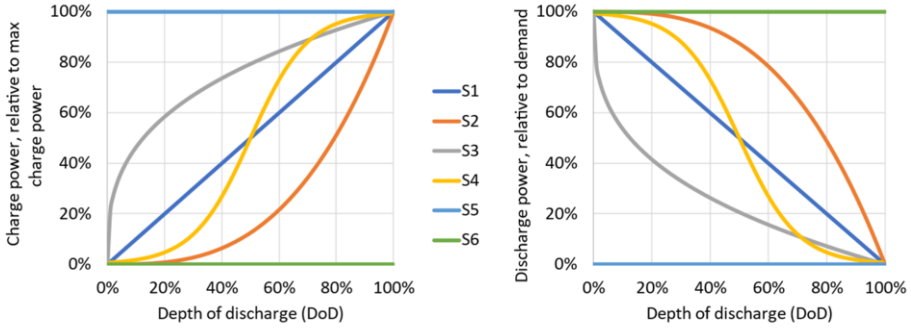 Charge power, relative to max
charge power
100%
80%
60%
40%
20%
0%
0% 20% 40% 60% 80% 100%
Depth of discharge (DoD)
S1
S2
S3
S4
S5
S6
Discharge power, relative to demand
100%
80%
60%
40%
20%
0%
0% 20% 40% 60% 80% 100%
Depth of discharge (DoD)